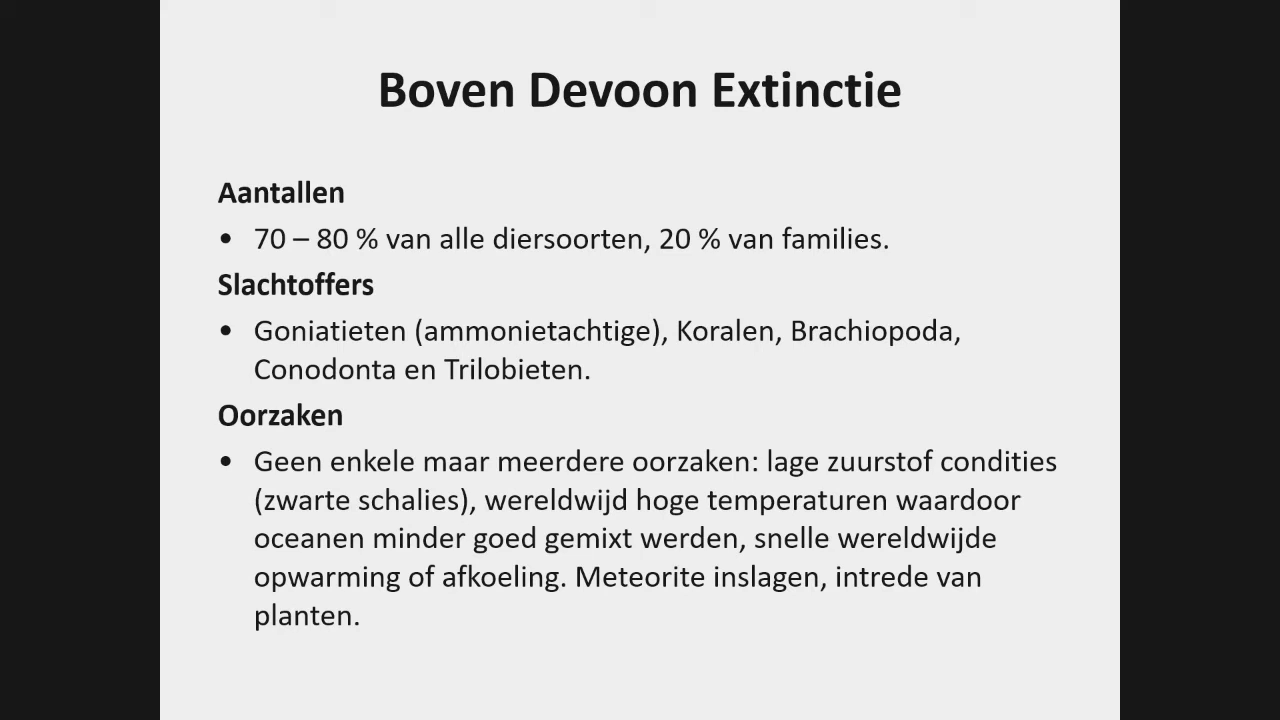 Boven Devoon Extinctie
Aantallen
• 70 – 80 % van alle diersoorten, 20 % van families.
Slachtoffers
• Goniatieten (ammonietachtige), Koralen, Brachiopoda,
Conodonta en Trilobieten.
Oorzaken
• Geen enkele maar meerdere oorzaken: lage zuurstof condities
(zwarte schalies), wereldwijd hoge temperaturen waardoor
oceanen minder goed gemixt werden, snelle wereldwijde
opwarming of afkoeling. Meteorite inslagen, intrede van
planten.